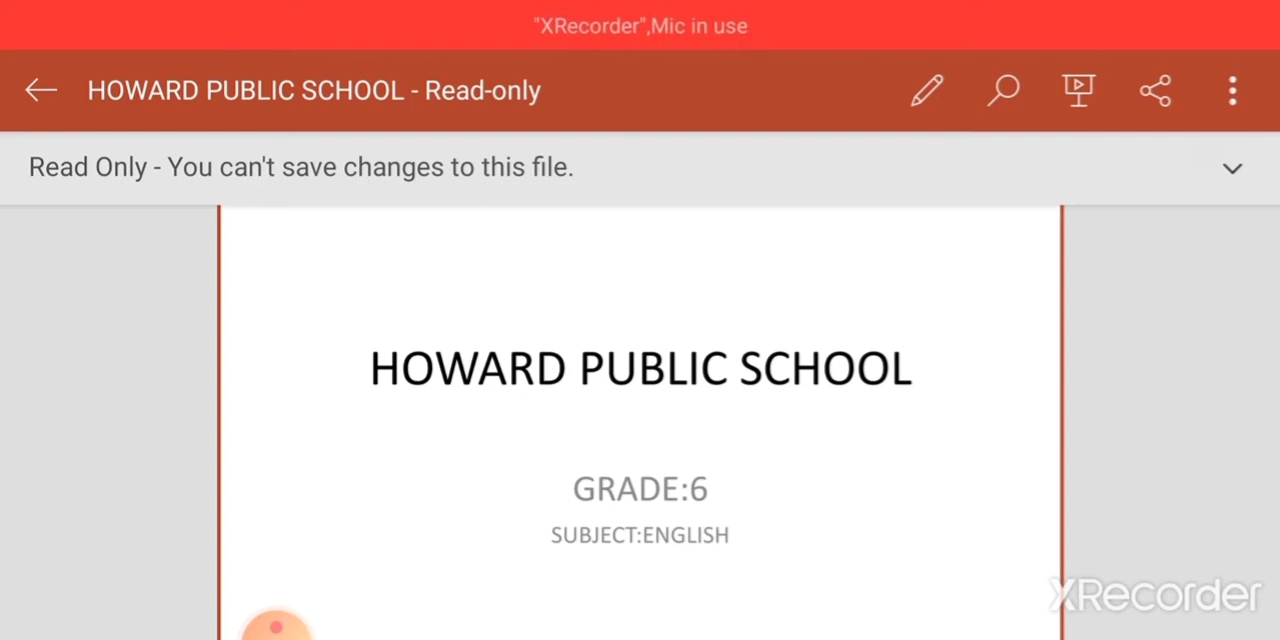 "XRecorder",Mic in use
HOWARD PUBLIC SCHOOL - Read-only
Read Only - You can't save changes to this file.
HOWARD PUBLIC SCHOOL
GRADE:6
SUBJECT:ENGLISH
XRecorder